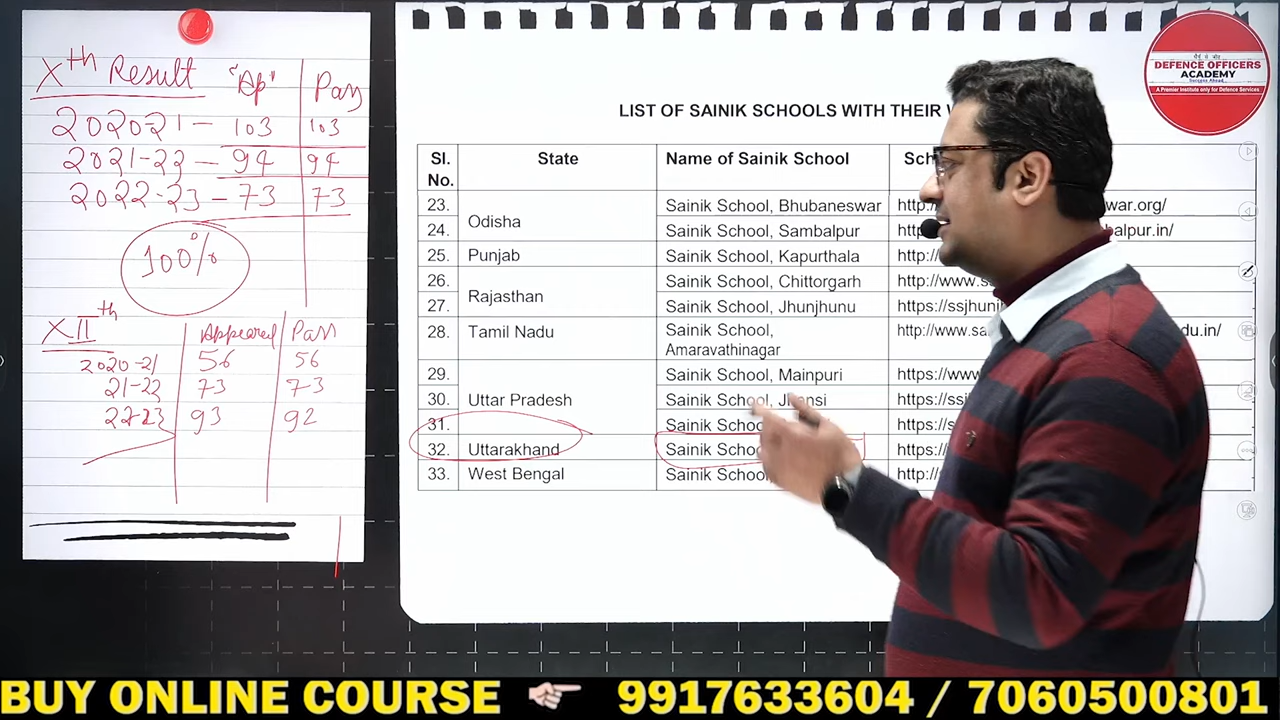 Xth Result "Ap" Pass
2020-21 - 103 103
2021-22 - 94 94
2022-23 - 73 73
100%
XIIth Appeared Pass
2020-21 56 56
21-22 73 73
22-23 93 92
DEFENCE OFFICERS
ACADEMY
A Premier Institute only for Defence Services
LIST OF SAINIK SCHOOLS WITH THEIR
Sl. No. State Name of Sainik School
23. Odisha Sainik School, Bhubaneswar http:/ war.org/
24. Sainik School, Sambalpur http: balpur.in/
25. Punjab Sainik School, Kapurthala http://
26. Rajasthan Sainik School, Chittorgarh http://www.s
27. Sainik School, Jhunjhunu https://ssjhunj
28. Tamil Nadu Sainik School, http://www.sa du.in/
Amaravathinagar
29. Uttar Pradesh Sainik School, Mainpuri https://www
30. Sainik School, Jhansi https://ssj
31. Sainik Schoo https://s
32. Uttarakhand Sainik Schoo https:/
33. West Bengal Sainik School http:/
BUY ONLINE COURSE 9917633604 / 7060500801